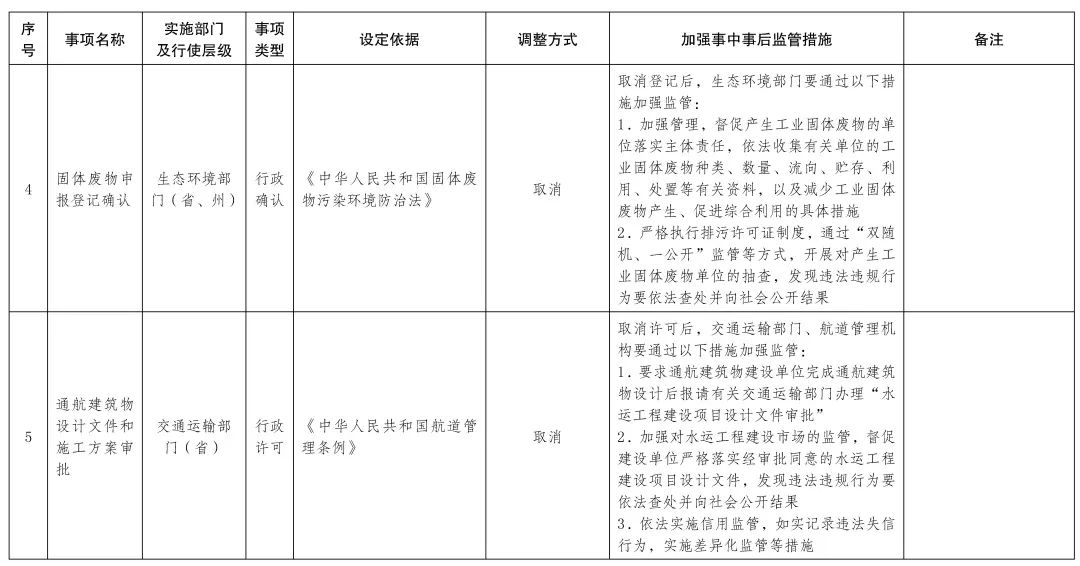 序号
事项名称
实施部门
及行使层级
事项
类型
设定依据
调整方式
加强事中事后监管措施
备注
4
固体废物申
报登记确认
生态环境部
门（省、州）
行政
确认
《中华人民共和国固体废
物污染环境防治法》
取消
取消登记后，生态环境部门要通过以下措
施加强监管：
1．加强管理，督促产生工业固体废物的单
位落实主体责任，依法收集有关单位的工
业固体废物种类、数量、流向、贮存、利
用、处置等有关资料，以及减少工业固体
废物产生、促进综合利用的具体措施
2．严格执行排污许可证制度，通过“双随
机、一公开”监管等方式，开展对产生工
业固体废物单位的抽查，发现违法违规行
为要依法查处并向社会公开结果
5
通航建筑物
设计文件和
施工方案审
批
交通运输部
门（省）
行政
许可
《中华人民共和国航道管
理条例》
取消
取消许可后，交通运输部门、航道管理机
构要通过以下措施加强监管：
1．要求通航建筑物建设单位完成通航建筑
物设计后报请有关交通运输部门办理“水
运工程建设项目设计文件审批”
2．加强对水运工程建设市场的监管，督促
建设单位严格落实经审批同意的水运工程
建设项目设计文件，发现违法违规行为要
依法查处并向社会公开结果
3．依法实施信用监管，如实记录违法失信
行为，实施差异化监管等措施